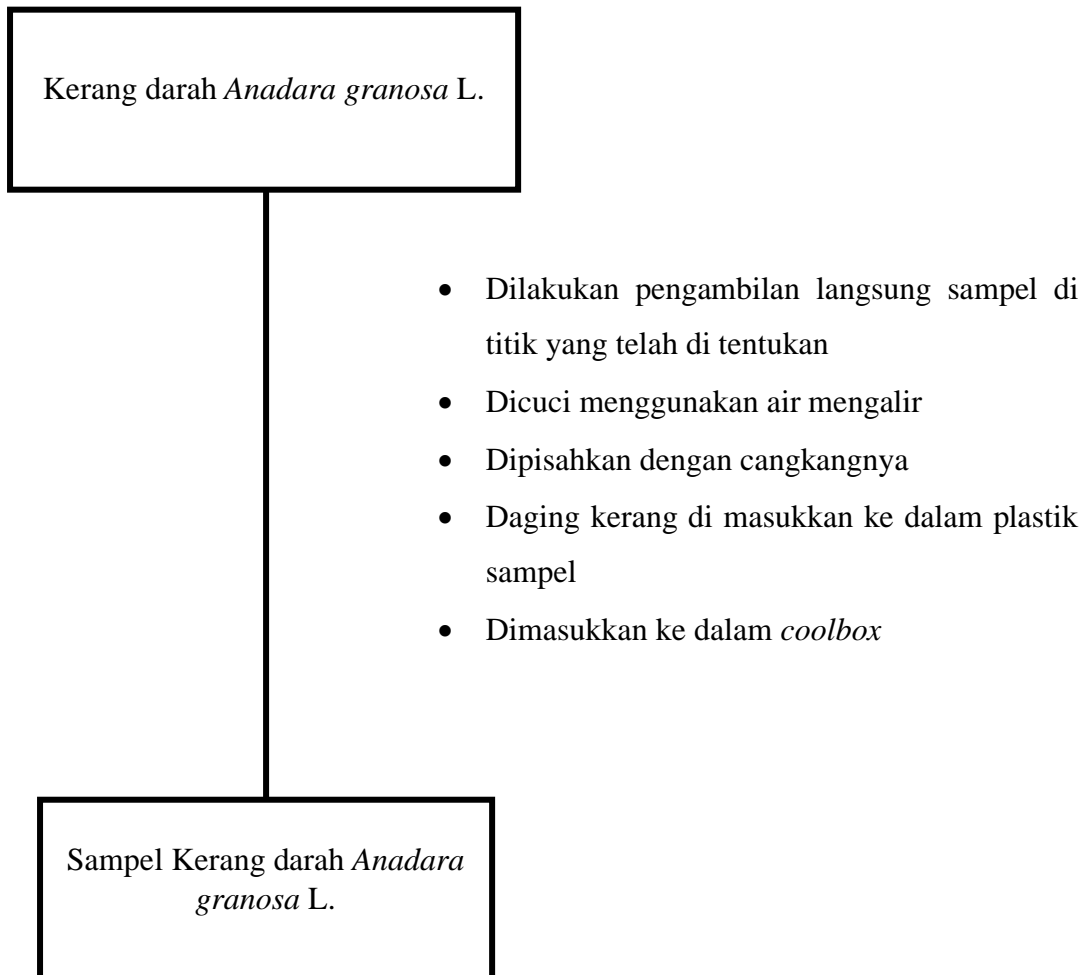 Kerang darah Anadara granosa L.
• Dilakukan pengambilan langsung sampel di
titik yang telah di tentukan
• Dicuci menggunakan air mengalir
• Dipisahkan dengan cangkangnya
• Daging kerang di masukkan ke dalam plastik
sampel
• Dimasukkan ke dalam coolbox
Sampel Kerang darah Anadara
granosa L.